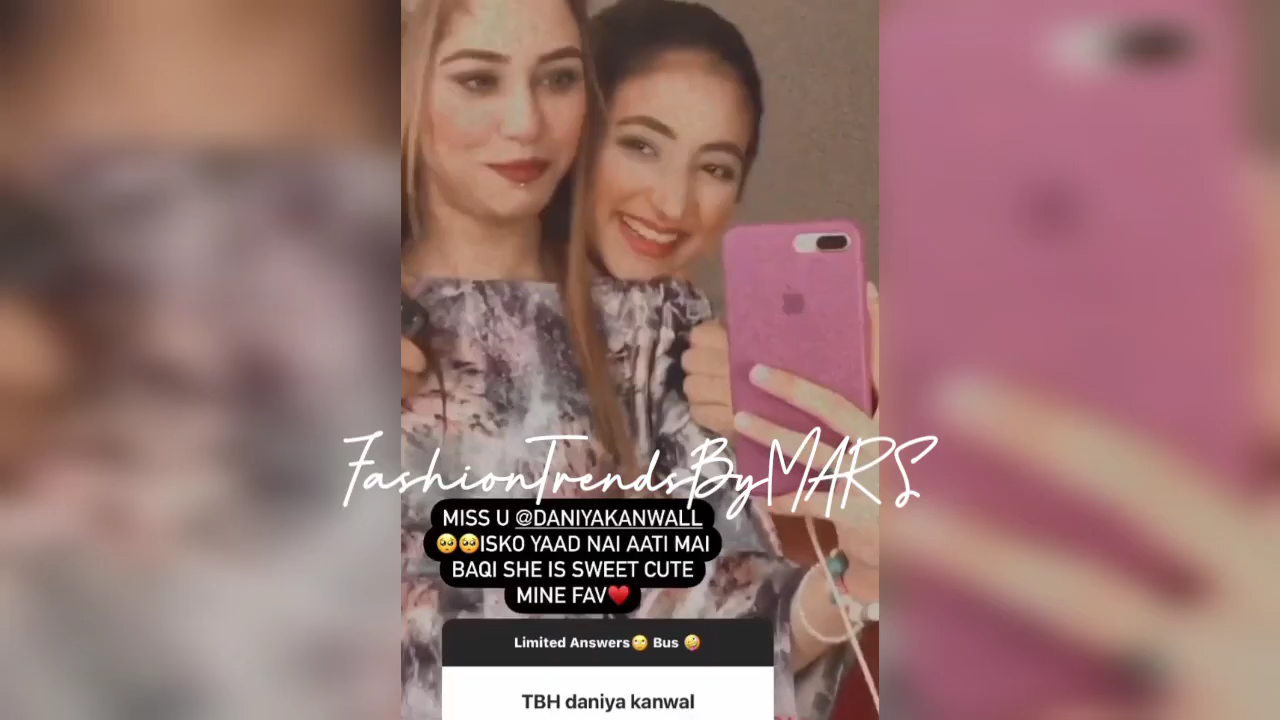 FashionTrendsByMARS
MISS U @DANIYAKANWALL
🥺🥺ISKO YAAD NAI AATI MAI
BAQI SHE IS SWEET CUTE
MINE FAV♥️
Limited Answers🙄 Bus 🤪
TBH daniya kanwal